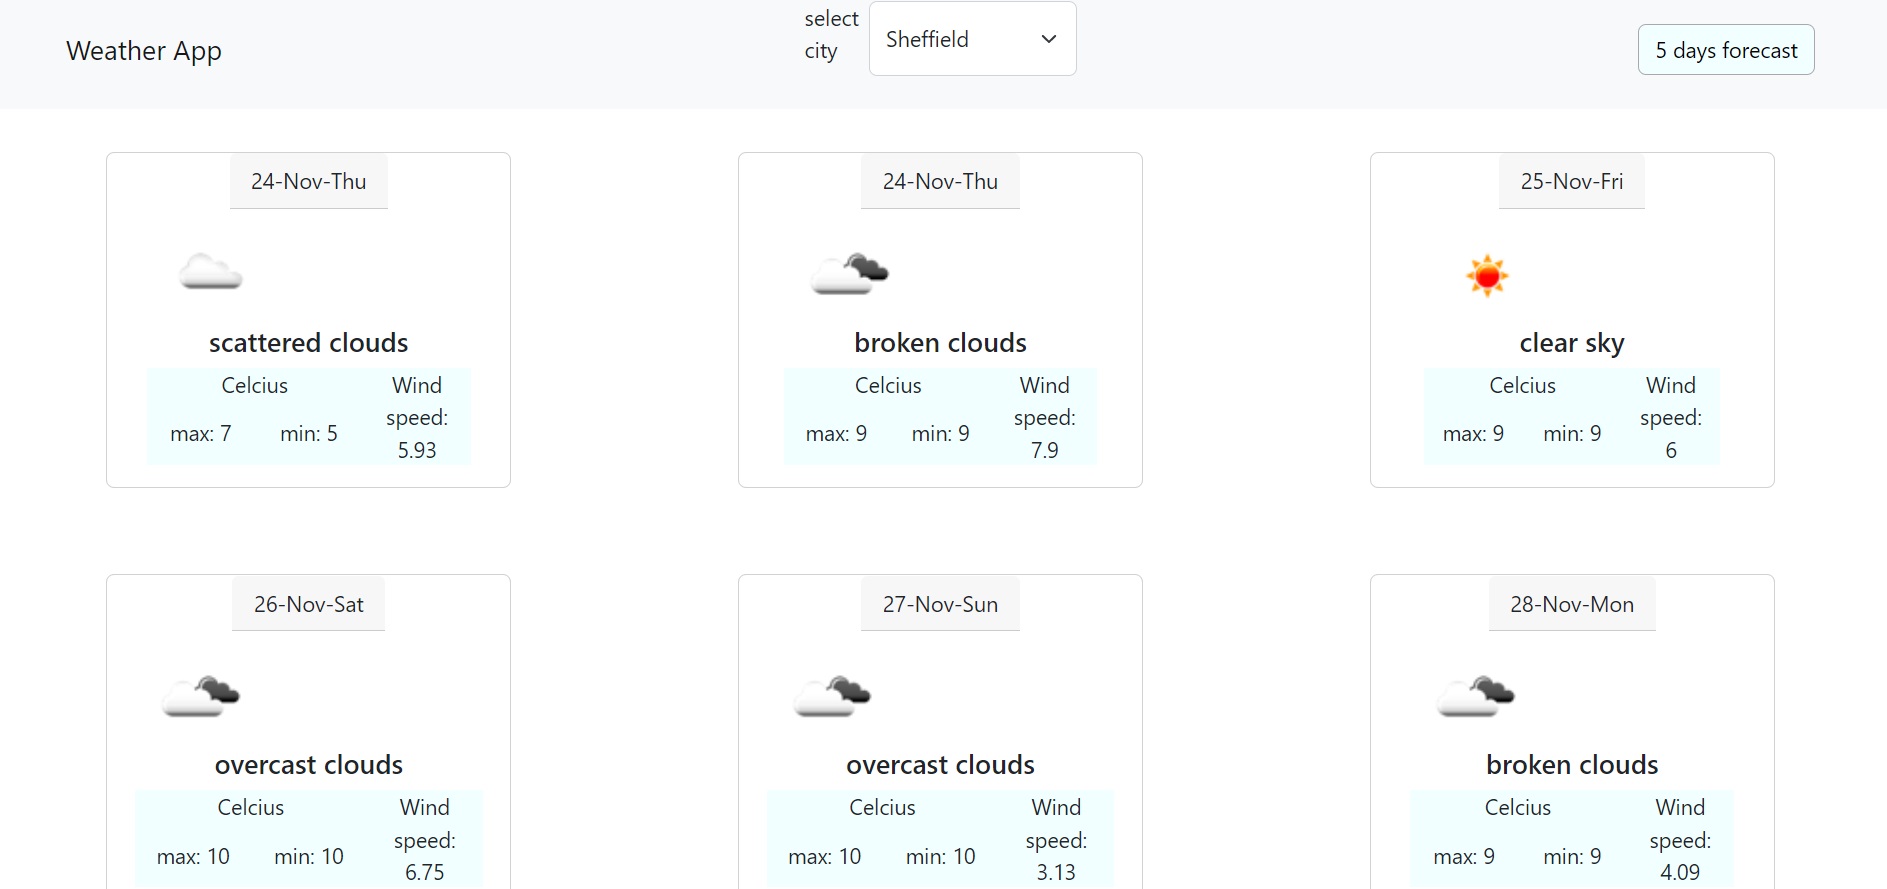 Weather App
select
city
Sheffield
5 days forecast
24-Nov-Thu
scattered clouds
Celcius
max: 7 min: 5
Wind
speed:
5.93
24-Nov-Thu
broken clouds
Celcius
max: 9 min: 9
Wind
speed:
7.9
25-Nov-Fri
clear sky
Celcius
max: 9 min: 9
Wind
speed:
6
26-Nov-Sat
overcast clouds
Celcius
max: 10 min: 10
Wind
speed:
6.75
27-Nov-Sun
overcast clouds
Celcius
max: 10 min: 10
Wind
speed:
3.13
28-Nov-Mon
broken clouds
Celcius
max: 9 min: 9
Wind
speed:
4.09